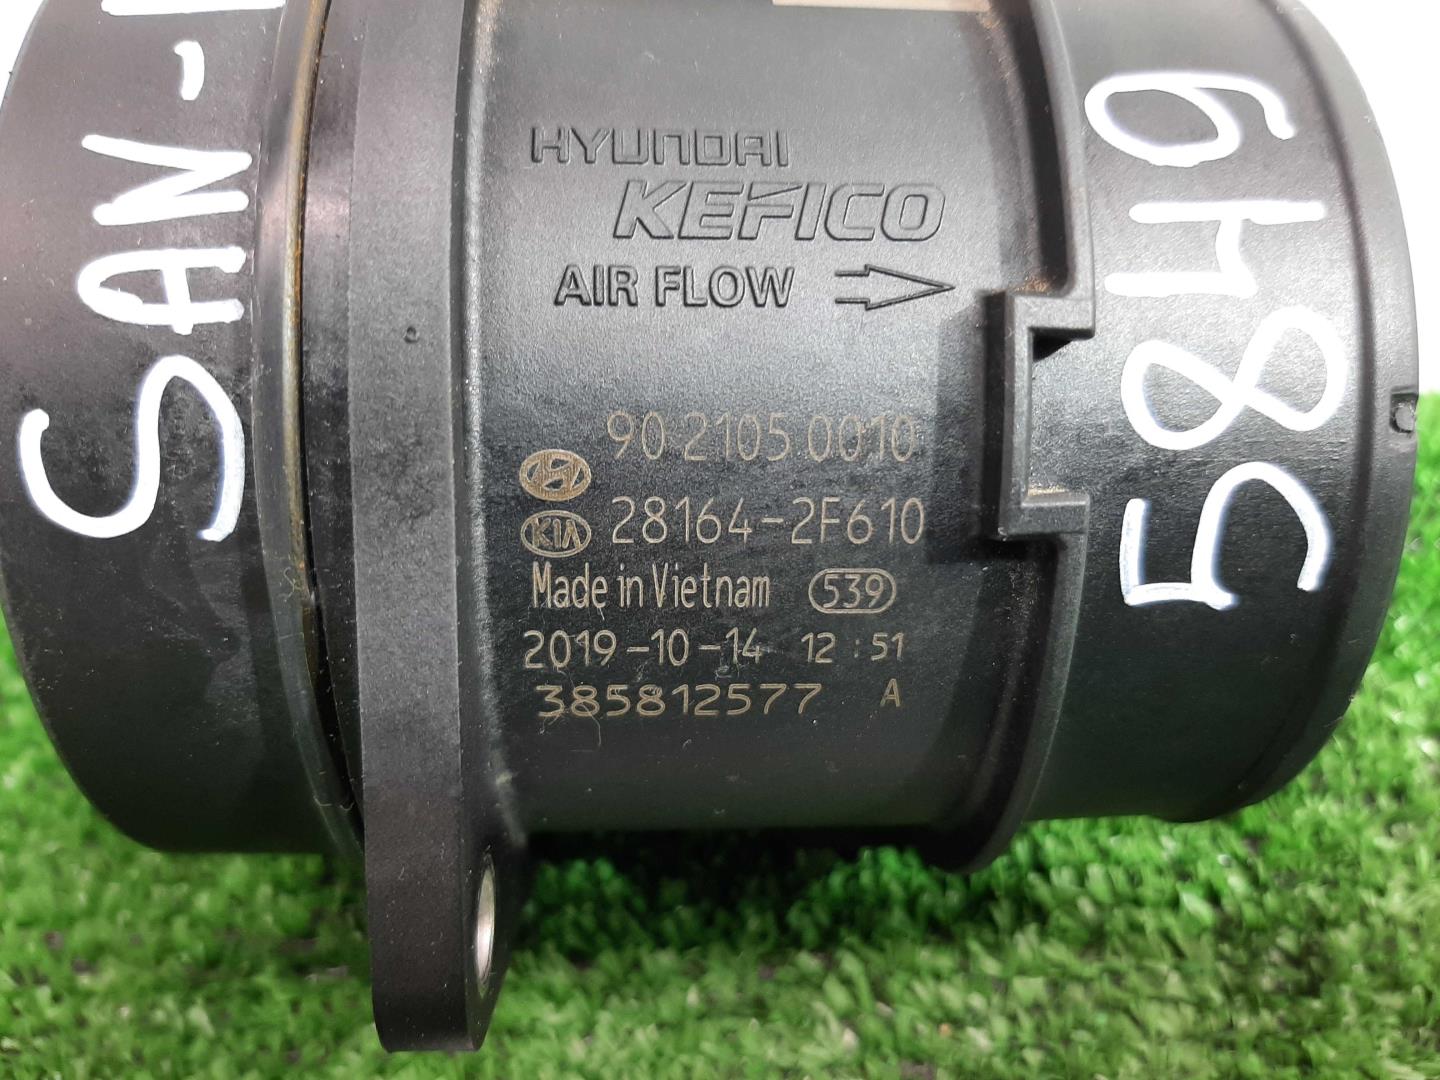 SAN-
HYUNDAI
KEFICO
AIR FLOW
90 2105 0010
KIA 28164-2F610
Made in Vietnam 539
2019-10-14 12:51
385812577 A
5849